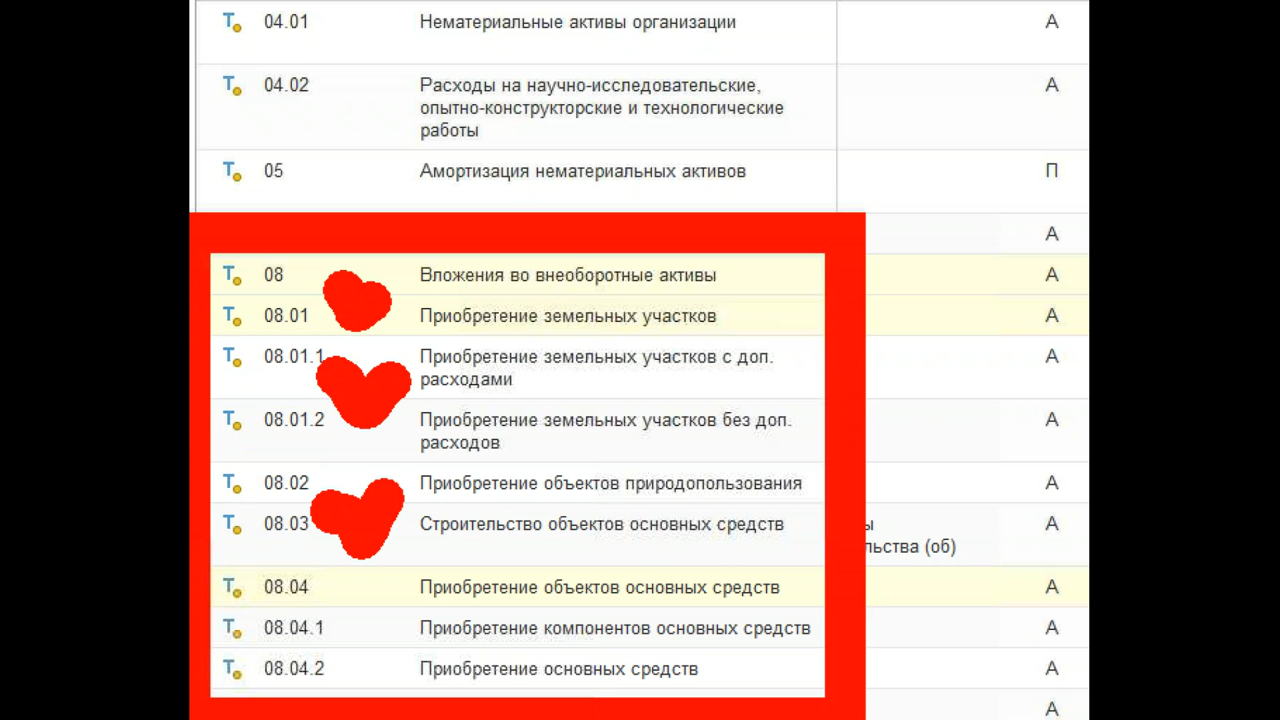 04.01 Нематериальные активы организации А
04.02 Расходы на научно-исследовательские, А
опытно-конструкторские и технологические
работы
05 Амортизация нематериальных активов П
А
08 Вложения во внеоборотные активы А
08.01 Приобретение земельных участков А
08.01.1 Приобретение земельных участков с доп. А
расходами
08.01.2 Приобретение земельных участков без доп. А
расходов
08.02 Приобретение объектов природопользования А
08.03 Строительство объектов основных средств А
(об)
08.04 Приобретение объектов основных средств А
08.04.1 Приобретение компонентов основных средств А
08.04.2 Приобретение основных средств А
А